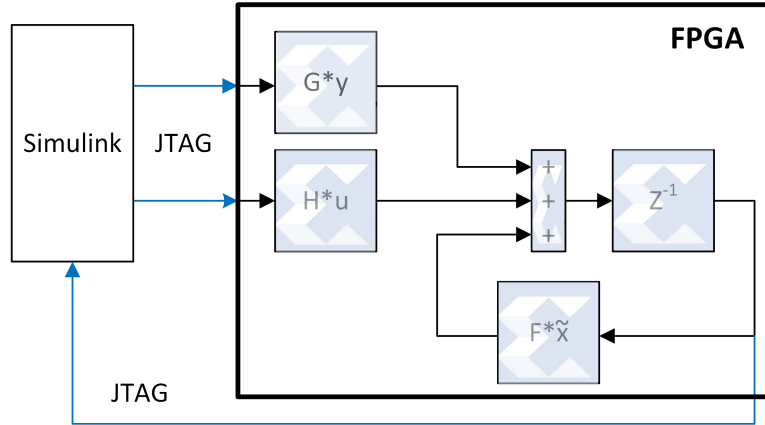 FPGA
G*y
Simulink
JTAG
H*u
+
+
+
Z⁻¹
F*x̃
JTAG